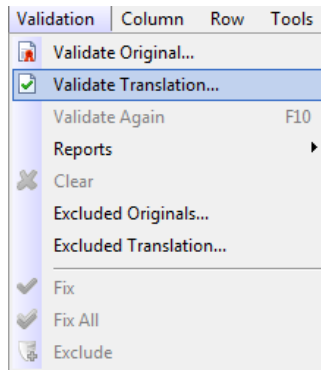 Validation Column Row Tools
Validate Original...
Validate Translation...
Validate Again F10
Reports
Clear
Excluded Originals...
Excluded Translation...
Fix
Fix All
Exclude